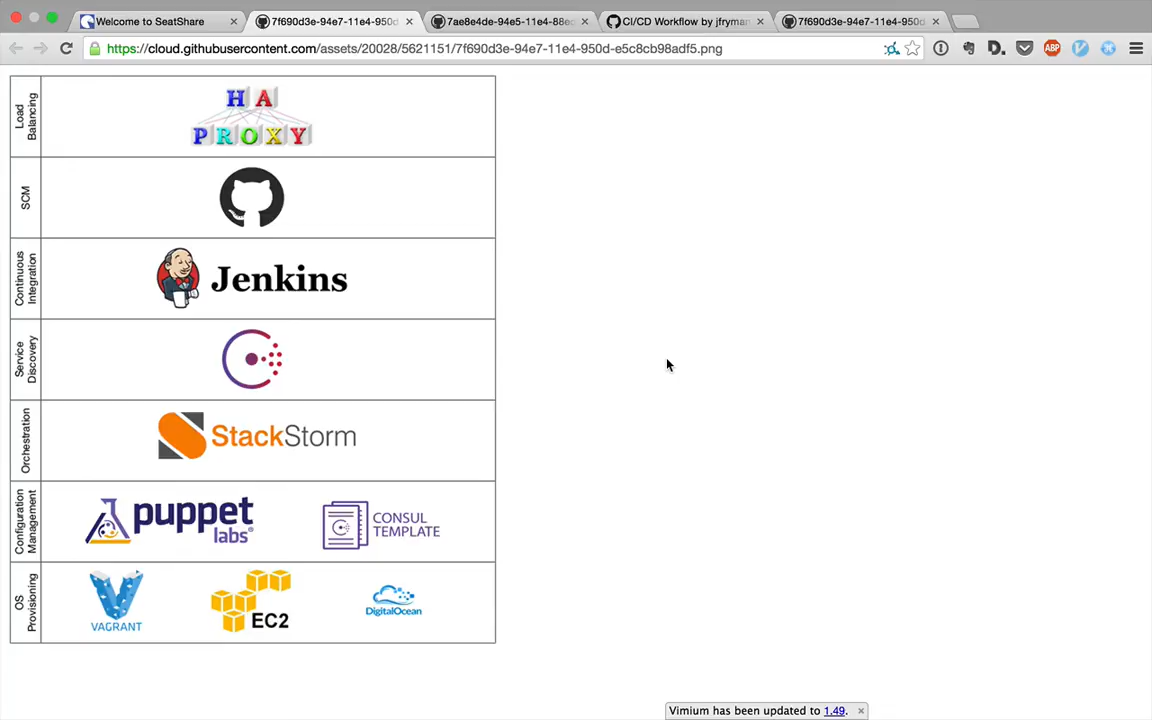 Welcome to SeatShare
7f690d3e-94e7-11e4-950d
7ae8e4de-94e5-11e4-88e
CI/CD Workflow by jfryman
7f690d3e-94e7-11e4-950d
https://cloud.githubusercontent.com/assets/20028/5621151/7f690d3e-94e7-11e4-950d-e5c8cb98adf5.png
D.
ABP
Load
Balancing
HA
PROXY
SCM
Continuous
Integration
Jenkins
Service
Discovery
Orchestration
StackStorm
Configuration
Management
puppet
labs®
CONSUL
TEMPLATE
OS
Provisioning
VAGRANT
EC2
DigitalOcean
Vimium has been updated to 1.49.